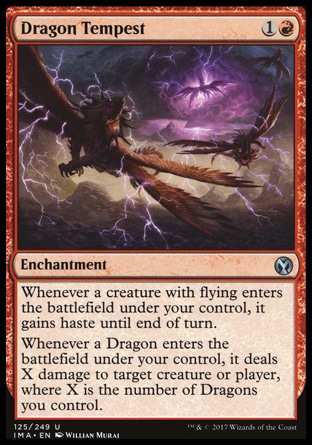 Dragon Tempest 1
Enchantment
Whenever a creature with flying enters
the battlefield under your control, it
gains haste until end of turn.
Whenever a Dragon enters the
battlefield under your control, it deals
X damage to target creature or player,
where X is the number of Dragons
you control.
125/249 U
IMA • EN Willian Murai
™ & © 2017 Wizards of the Coast